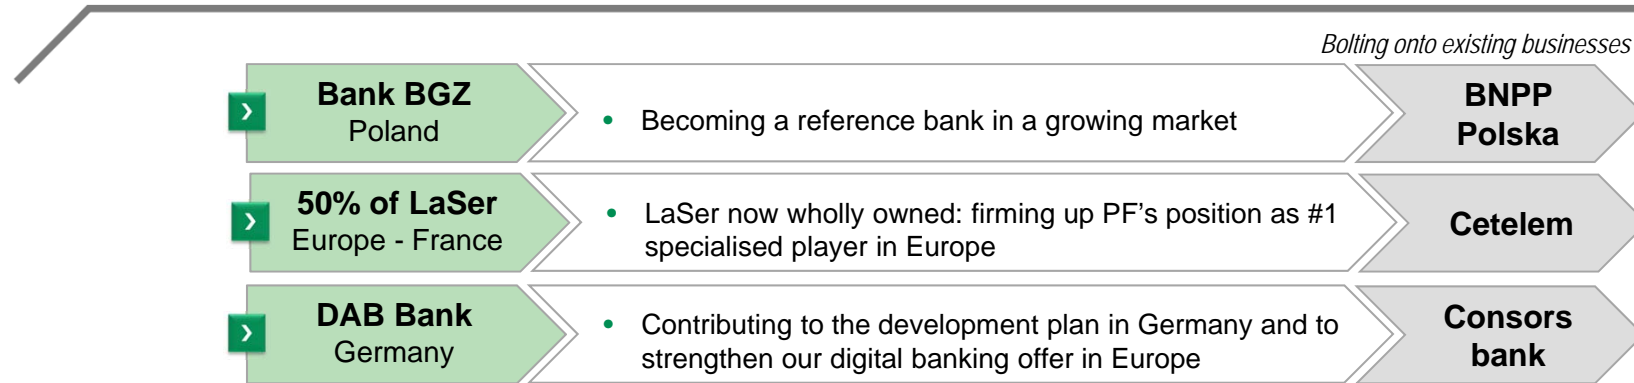 Bolting onto existing businesses
Bank BGZ
Poland
• Becoming a reference bank in a growing market
BNPP
Polska
50% of LaSer
Europe - France
• LaSer now wholly owned: firming up PF's position as #1
specialised player in Europe
Cetelem
DAB Bank
Germany
• Contributing to the development plan in Germany and to
strengthen our digital banking offer in Europe
Consors
bank